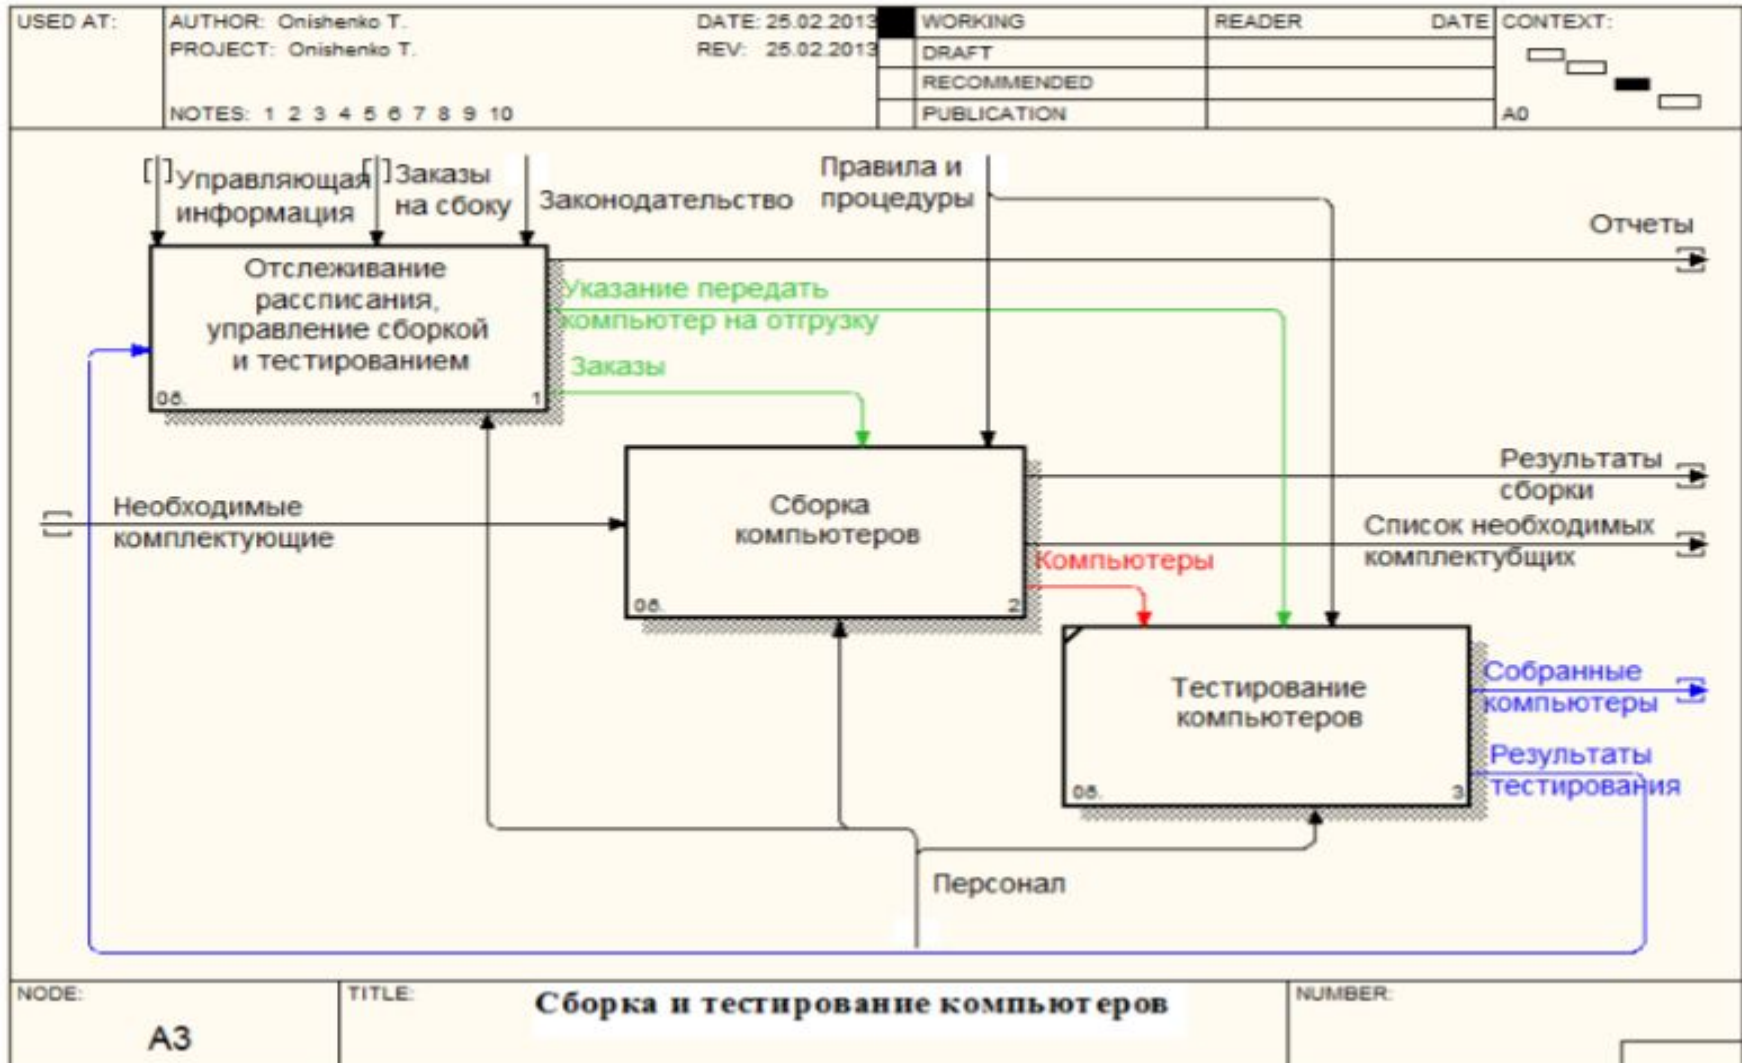 USED AT:
AUTHOR: Onishenko T.
DATE: 25.02.2013
PROJECT: Onishenko T.
REV: 25.02.2013
NOTES: 1 2 3 4 5 6 7 8 9 10
WORKING
DRAFT
RECOMMENDED
PUBLICATION
READER
DATE
CONTEXT:
A0
Управляющая
информация
Заказы
на сбоку
Законодательство
Правила и
процедуры
Отчеты
Отслеживание
рассписания,
управление сборкой
и тестированием
0б.
1
Указание передать
компьютер на отгрузку
Заказы
Необходимые
комплектующие
Сборка
компьютеров
0б.
2
Результаты
сборки
Список необходимых
комплектубщих
Компьютеры
Тестирование
компьютеров
0б.
3
Собранные
компьютеры
Результаты
тестирования
Персонал
NODE:
A3
TITLE:
Сборка и тестирование компьютеров
NUMBER: